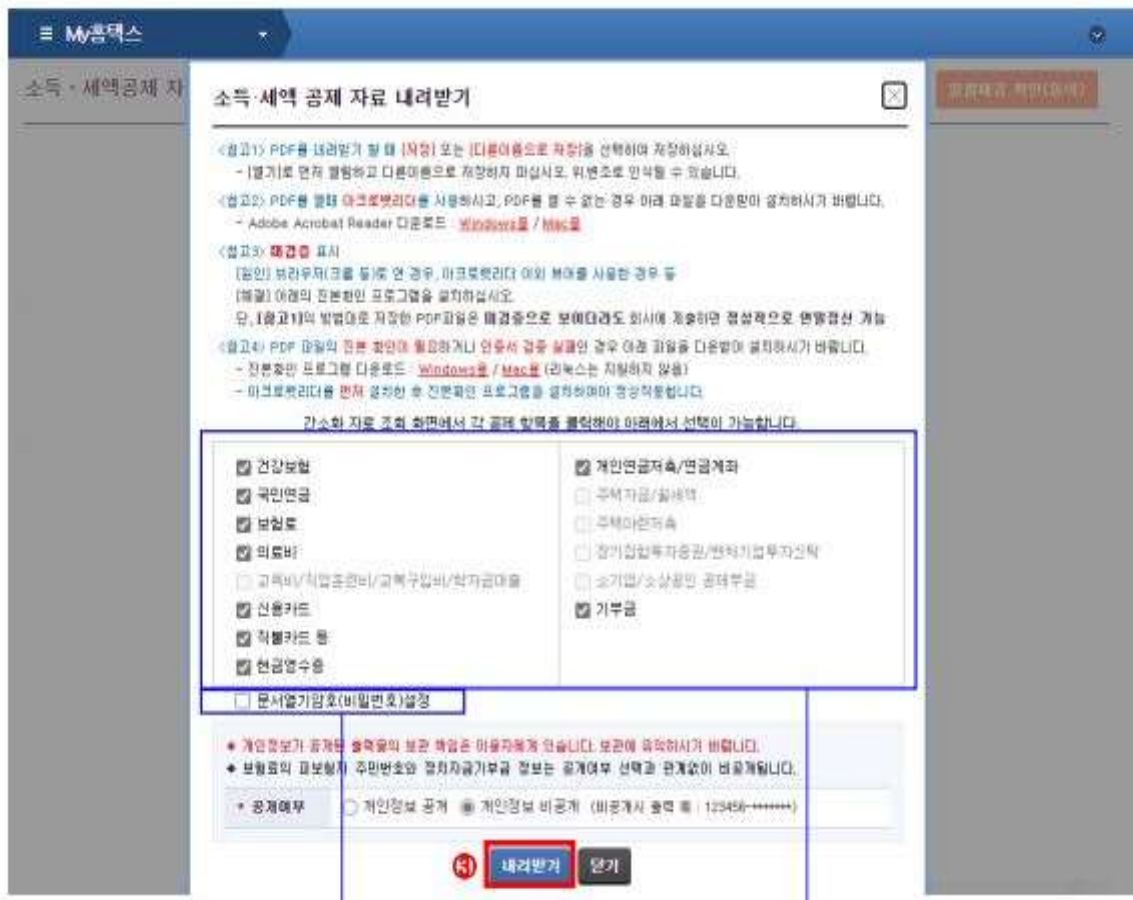 ≡ My홈택스
소득・세액공제 자
소득·세액 공제 자료 내려받기
<참고1> PDF를 내려받기 할 때 [저장] 또는 [다른이름으로 저장]을 선택하여 저장하십시오.
- [열기]로 먼저 열람하고 다른이름으로 저장하지 마십시오. 위변조로 인식될 수 있습니다.
<참고2> PDF를 열때 아크로뱃리더를 사용하시고, PDF를 열 수 없는 경우 아래 파일을 다운받아 설치하시기 바랍니다.
- Adobe Acrobat Reader 다운로드 : Windows용 / Mac용
<참고3> 미검증 표시
[원인] 브라우저(크롬 등)로 연 경우, 아크로뱃리더 이외 뷰어를 사용한 경우 등
[해결] 아래의 진본확인 프로그램을 설치하십시오.
단, [참고1]의 방법대로 저장한 PDF파일은 미검증으로 보여더라도 회사에 제출하면 정상적으로 연말정산 가능
<참고4> PDF 파일의 진본 확인이 필요하거나 인증서 검증 실패인 경우 아래 파일을 다운받아 설치하시기 바랍니다.
- 진본확인 프로그램 다운로드 : Windows용 / Mac용 (리눅스는 지원하지 않음)
- 아크로뱃리더를 먼저 설치한 후 진본확인 프로그램을 설치하여야 정상작동합니다.
간소화 자료 조회 화면에서 각 공제 항목을 클릭해야 아래에서 선택이 가능합니다.
건강보험
국민연금
보험료
의료비
교육비/직업훈련비/교복구입비/학자금대출
신용카드
직불카드 등
현금영수증
개인연금저축/연금계좌
주택자금/월세액
주택마련저축
장기집합투자증권/벤처기업투자신탁
소기업/소상공인 공제부금
기부금
문서열기암호(비밀번호)설정
◆ 개인정보가 공개된 출력물의 보관 책임은 이용자에게 있습니다. 보관에 유의하시기 바랍니다.
◆ 보험료의 피보험자 주민번호와 정치자금기부금 정보는 공개여부 선택과 관계없이 비공개됩니다.
* 공개여부 개인정보 공개 개인정보 비공개 (비공개시 출력 예 : 123456-*******)
내려받기 닫기